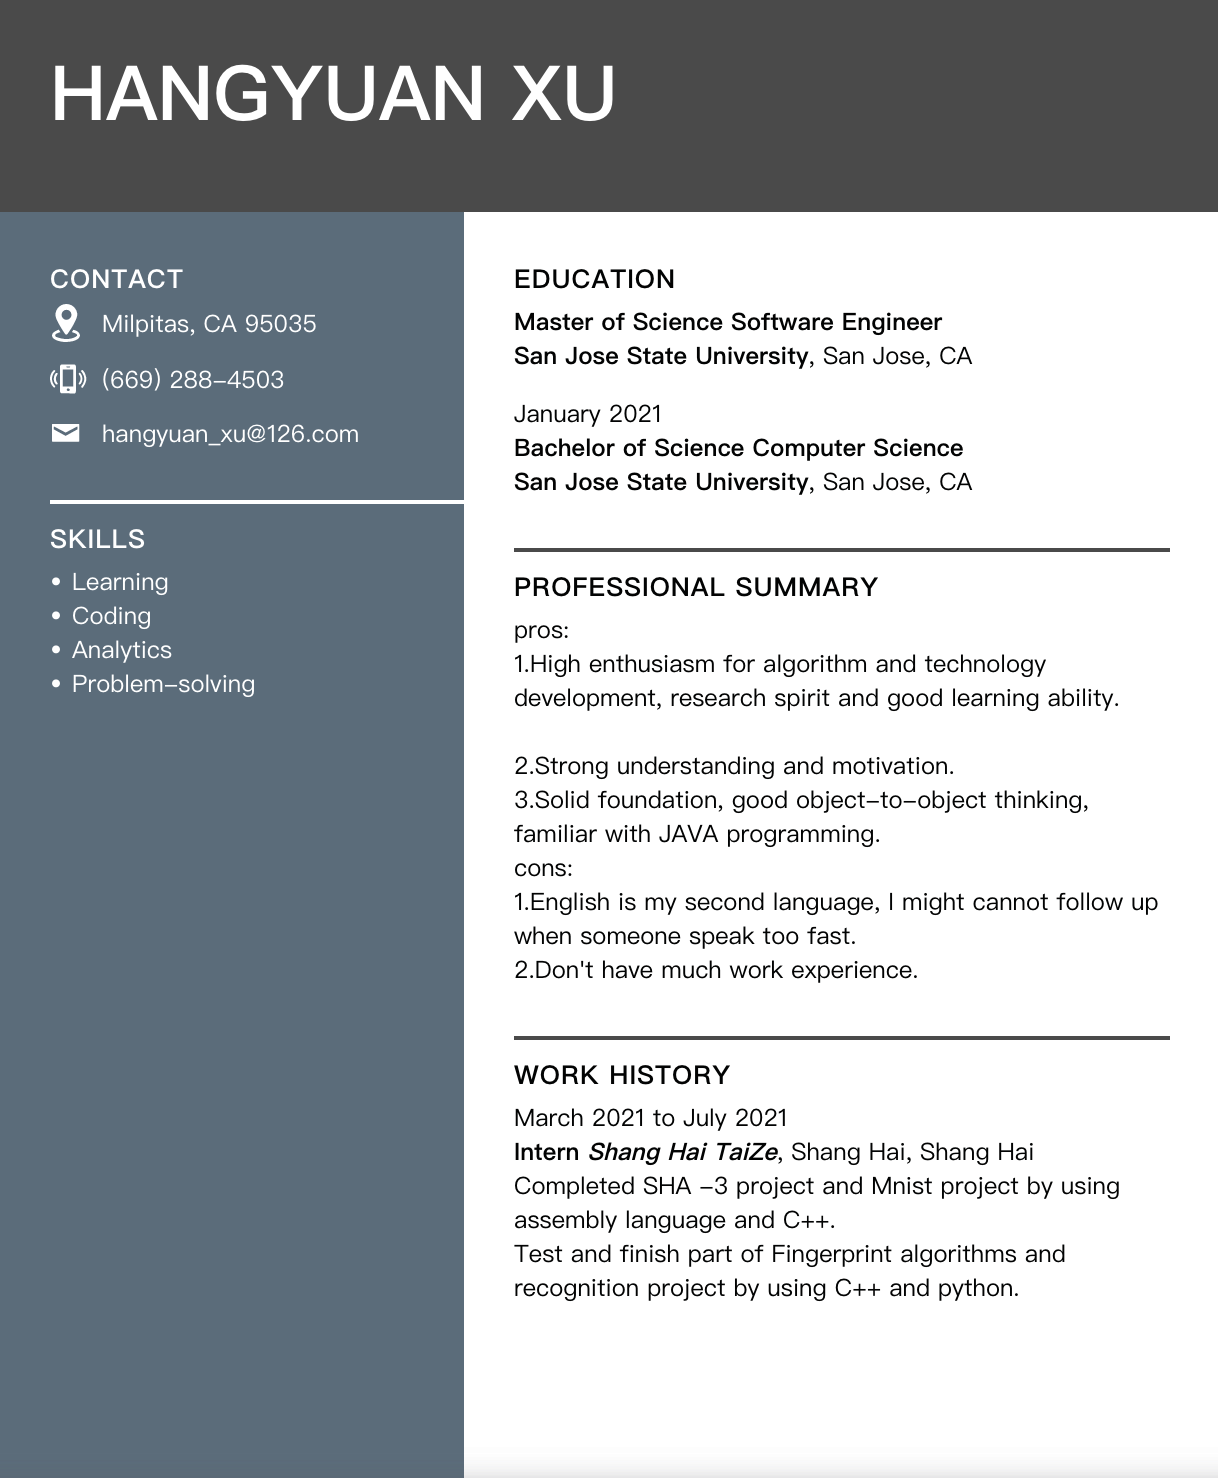 HANGYUAN XU
CONTACT
Milpitas, CA 95035
(669) 288-4503
hangyuan_xu@126.com
SKILLS
• Learning
• Coding
• Analytics
• Problem-solving
EDUCATION
Master of Science Software Engineer
San Jose State University, San Jose, CA
January 2021
Bachelor of Science Computer Science
San Jose State University, San Jose, CA
PROFESSIONAL SUMMARY
pros:
1.High enthusiasm for algorithm and technology
development, research spirit and good learning ability.
2.Strong understanding and motivation.
3.Solid foundation, good object-to-object thinking,
familiar with JAVA programming.
cons:
1.English is my second language, I might cannot follow up
when someone speak too fast.
2.Don't have much work experience.
WORK HISTORY
March 2021 to July 2021
Intern Shang Hai TaiZe, Shang Hai, Shang Hai
Completed SHA -3 project and Mnist project by using
assembly language and C++.
Test and finish part of Fingerprint algorithms and
recognition project by using C++ and python.